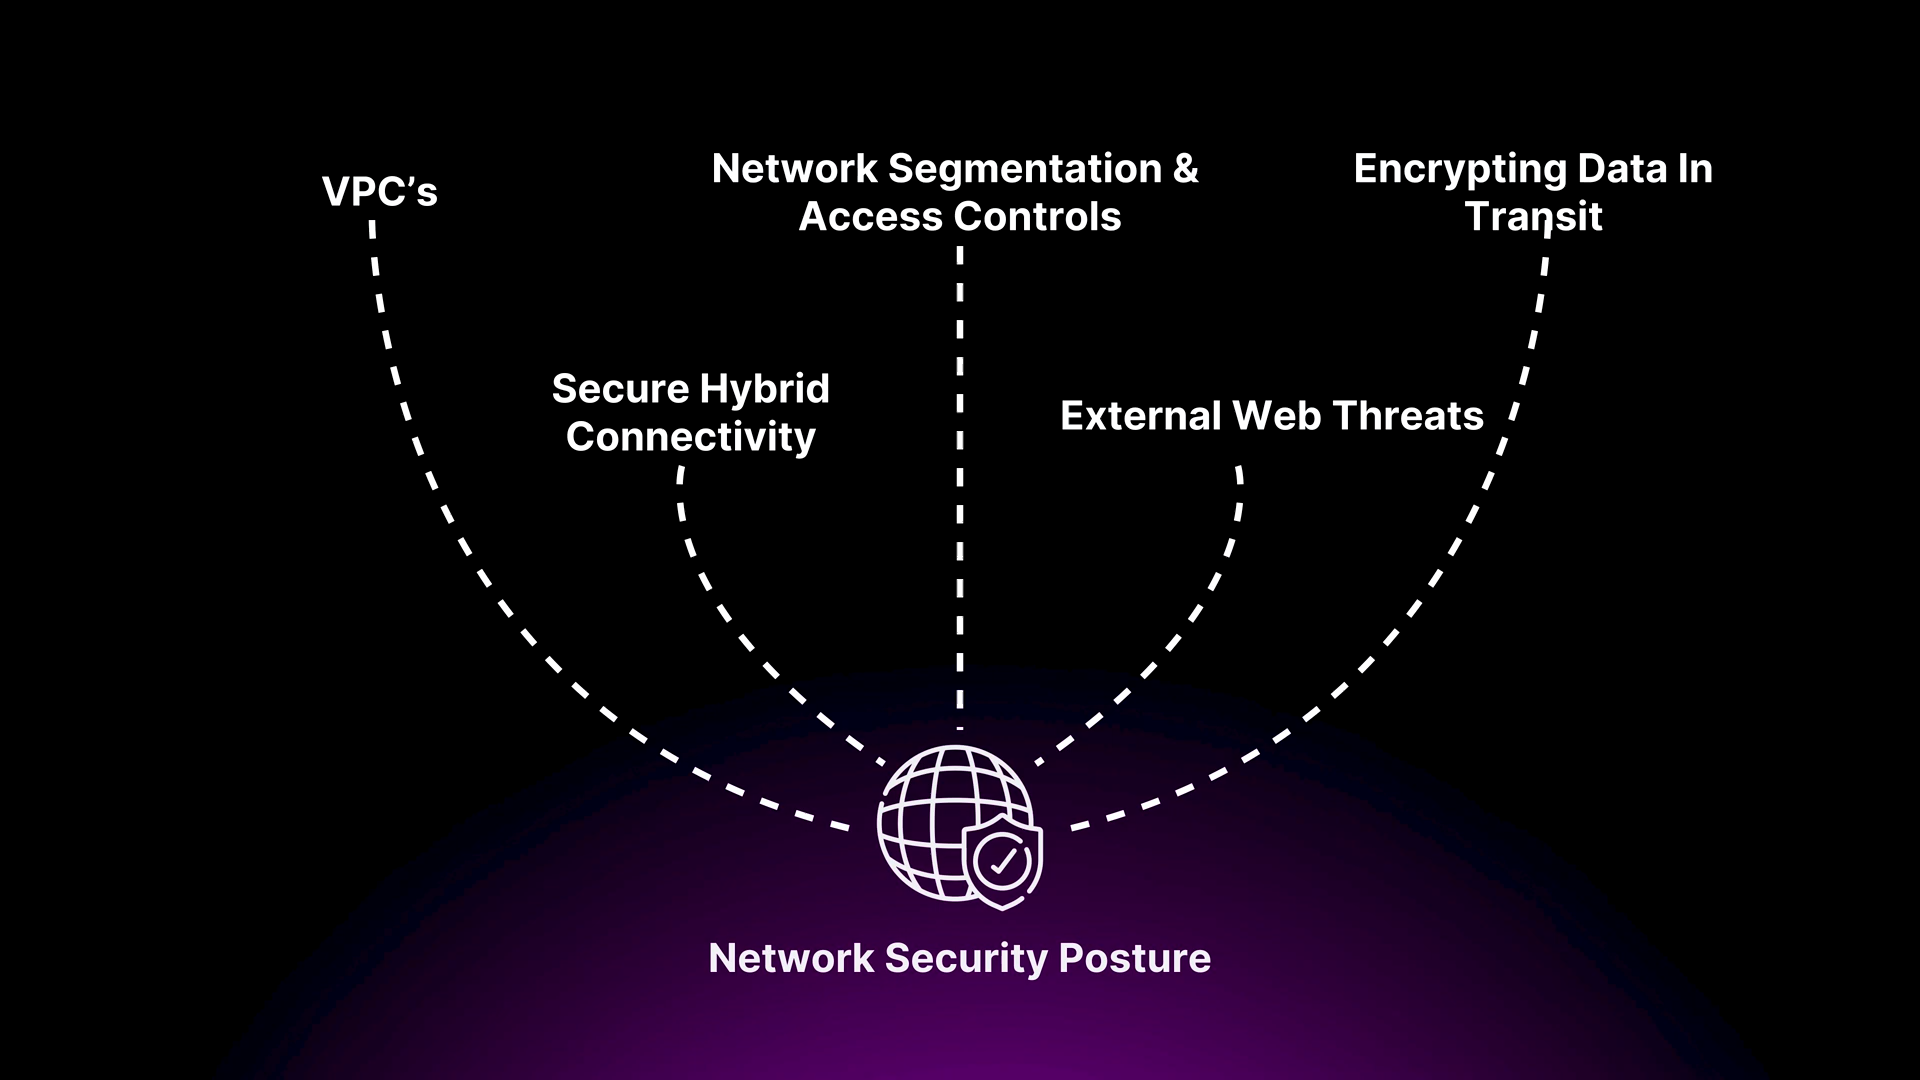 VPC’s
Network Segmentation &
Access Controls
Encrypting Data In
Transit
Secure Hybrid
Connectivity
External Web Threats
Network Security Posture